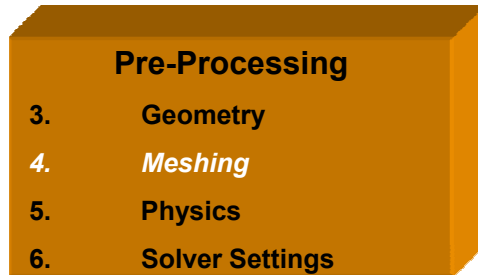 Pre-Processing
3. Geometry
4. Meshing
5. Physics
6. Solver Settings